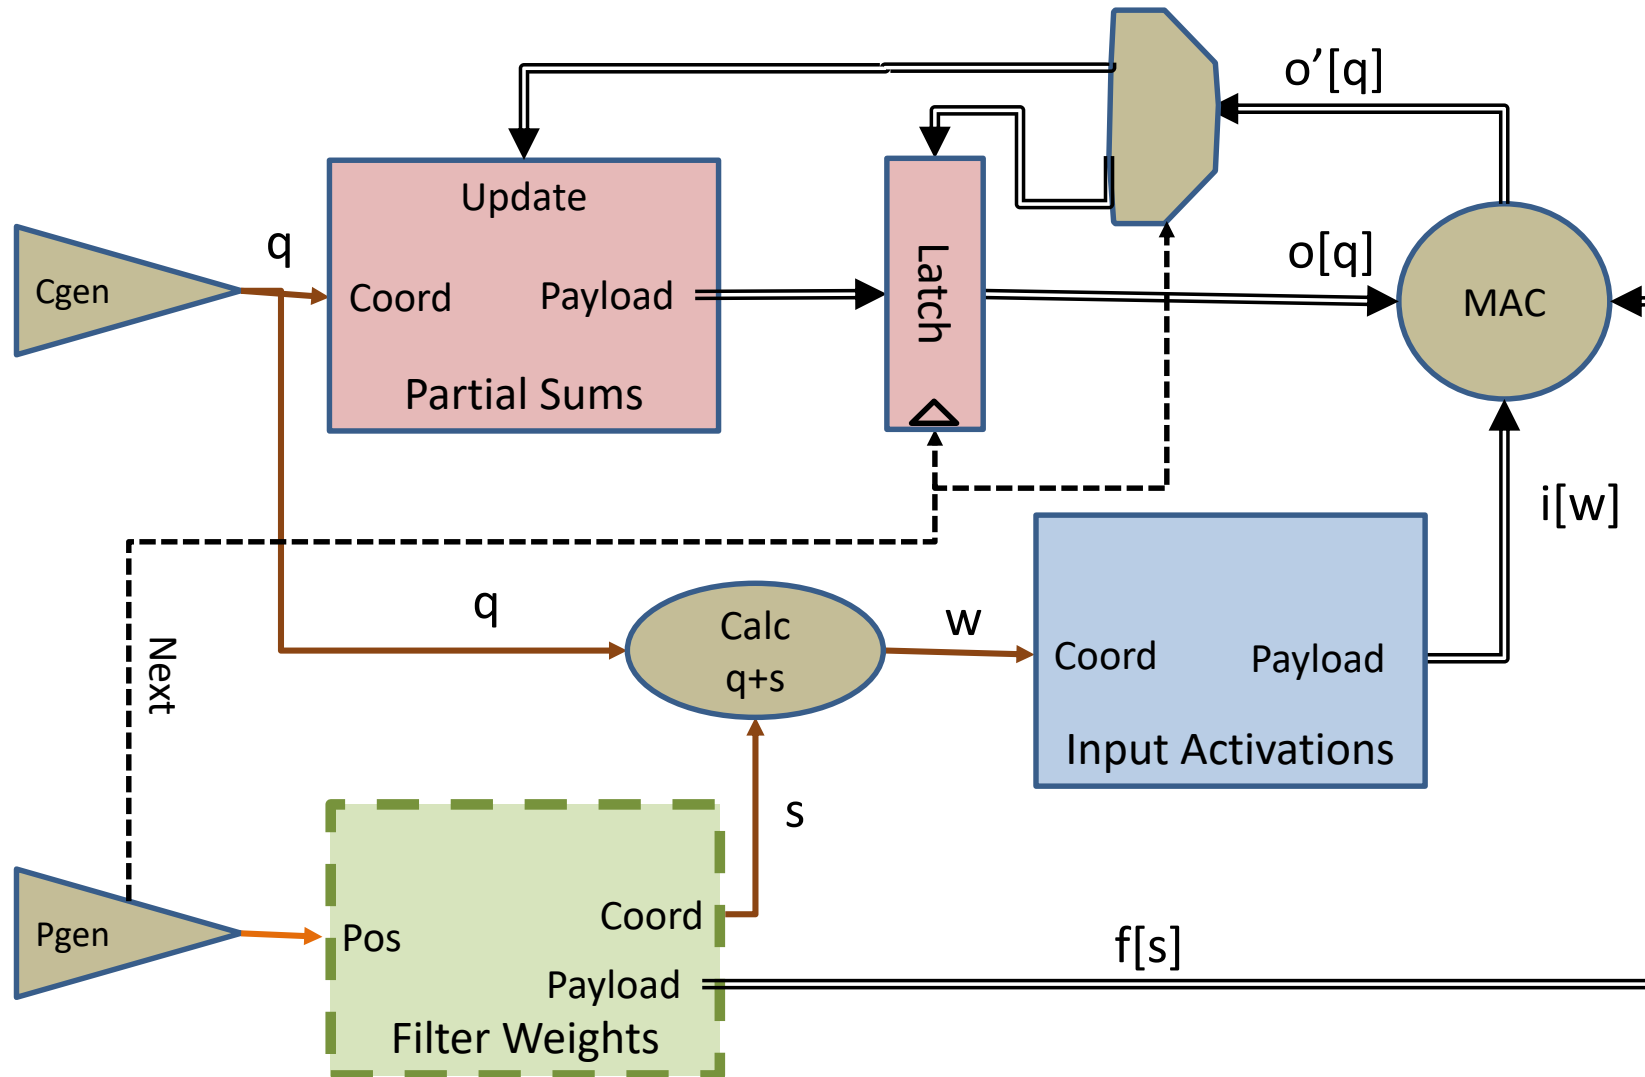 o'[q]
Update
q
Cgen
Coord
Payload
Latch
o[q]
MAC
Partial Sums
i[w]
q
Calc
q+s
w
Coord
Payload
Next
Input Activations
s
Pgen
Pos
Coord
Payload
f[s]
Filter Weights